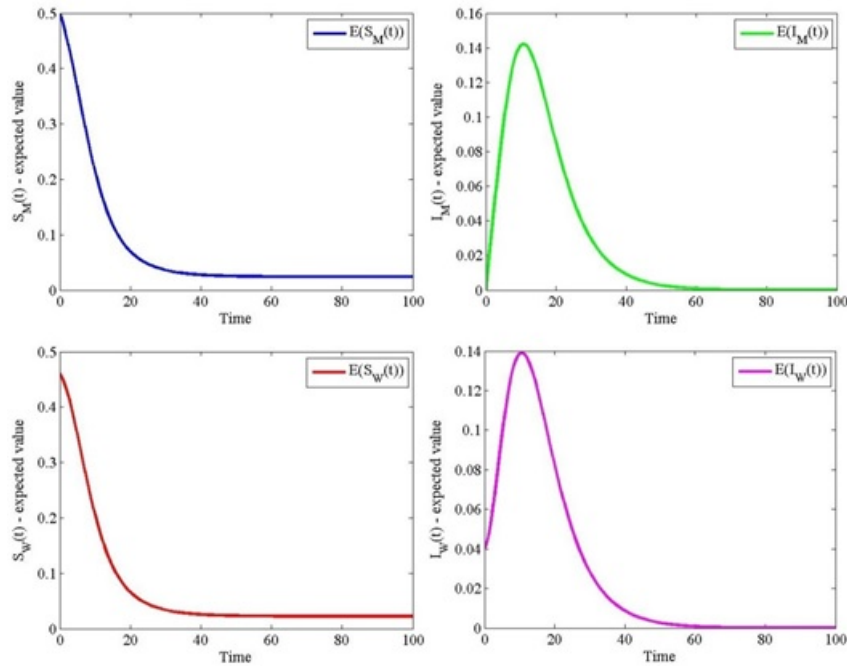 0.5
0.4
0.3
0.2
0.1
0
S_M(t) - expected value
E(S_M(t))
0 20 40 60 80 100
Time
0.16
0.14
0.12
0.1
0.08
0.06
0.04
0.02
0
I_M(t) - expected value
E(I_M(t))
0 20 40 60 80 100
Time
0.5
0.4
0.3
0.2
0.1
0
S_W(t) - expected value
E(S_W(t))
0 20 40 60 80 100
Time
0.14
0.12
0.1
0.08
0.06
0.04
0.02
0
I_W(t) - expected value
E(I_W(t))
0 20 40 60 80 100
Time